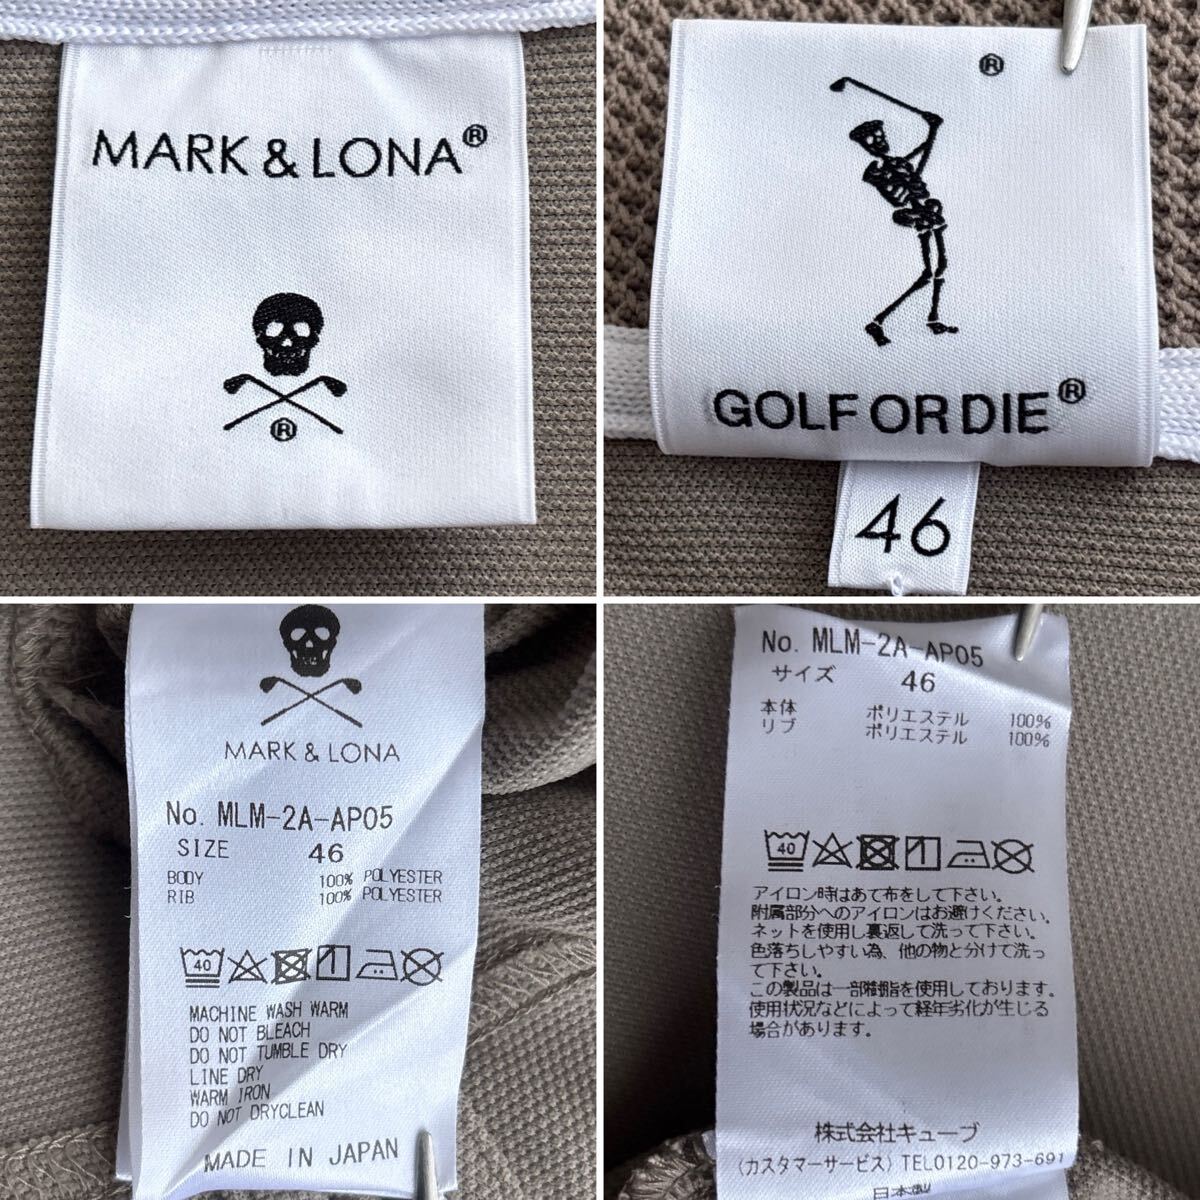 MARK & LONA®
®
®
GOLF OR DIE®
46
MARK & LONA
No. MLM-2A-AP05
SIZE 46
BODY 100% POLYESTER
RIB 100% POLYESTER
40
MACHINE WASH WARM
DO NOT BLEACH
DO NOT TUMBLE DRY
LINE DRY
WARM IRON
DO NOT DRYCLEAN
MADE IN JAPAN
No. MLM-2A-AP05
サイズ 46
本体 ポリエステル 100%
リブ ポリエステル 100%
40
アイロン時はあて布をして下さい。
附属部分へのアイロンはお避けください。
ネットを使用し裏返して洗って下さい。
色落ちしやすい為、他の物と分けて洗っ
て下さい。
この製品は一部樹脂を使用しております。
使用状況などによって経年劣化が生じる
場合があります。
株式会社キューブ
(カスタマーサービス) TEL0120-973-691
日本製